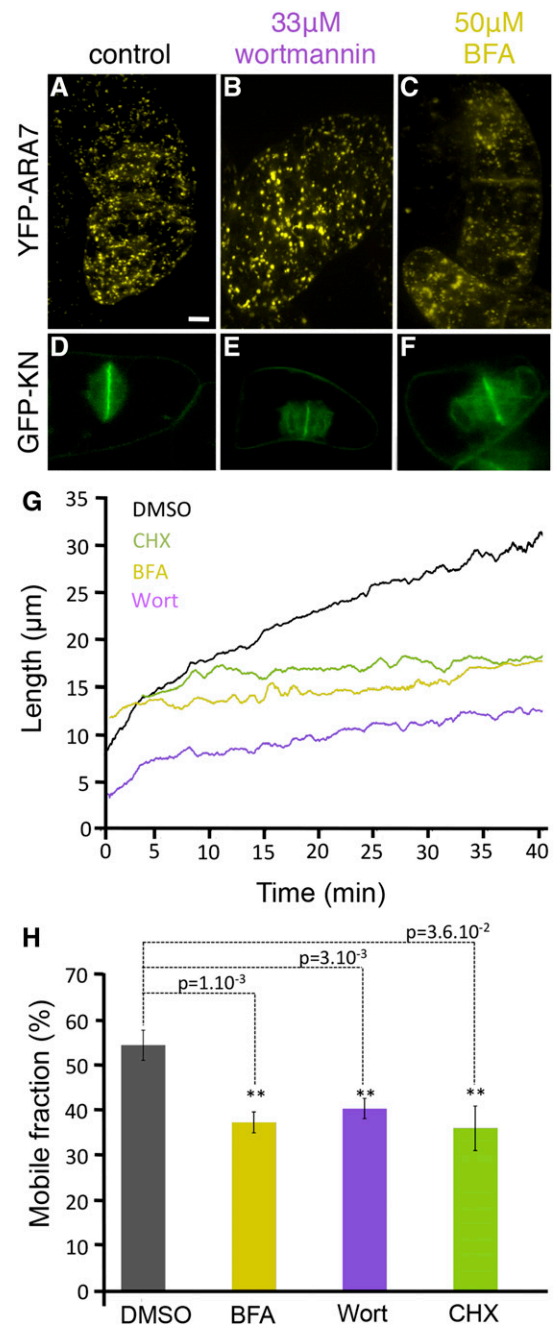 control
33µM wortmannin
50µM BFA
YFP-ARA7
A
B
C
GFP-KN
D
E
F
G
DMSO
CHX
BFA
Wort
Length (µm)
35
30
25
20
15
10
5
0
0 5 10 15 20 25 30 35 40
Time (min)
H
p=3.6.10-2
p=3.10-3
p=1.10-3
Mobile fraction (%)
70
60
50
40
30
20
10
0
** ** **
DMSO BFA Wort CHX